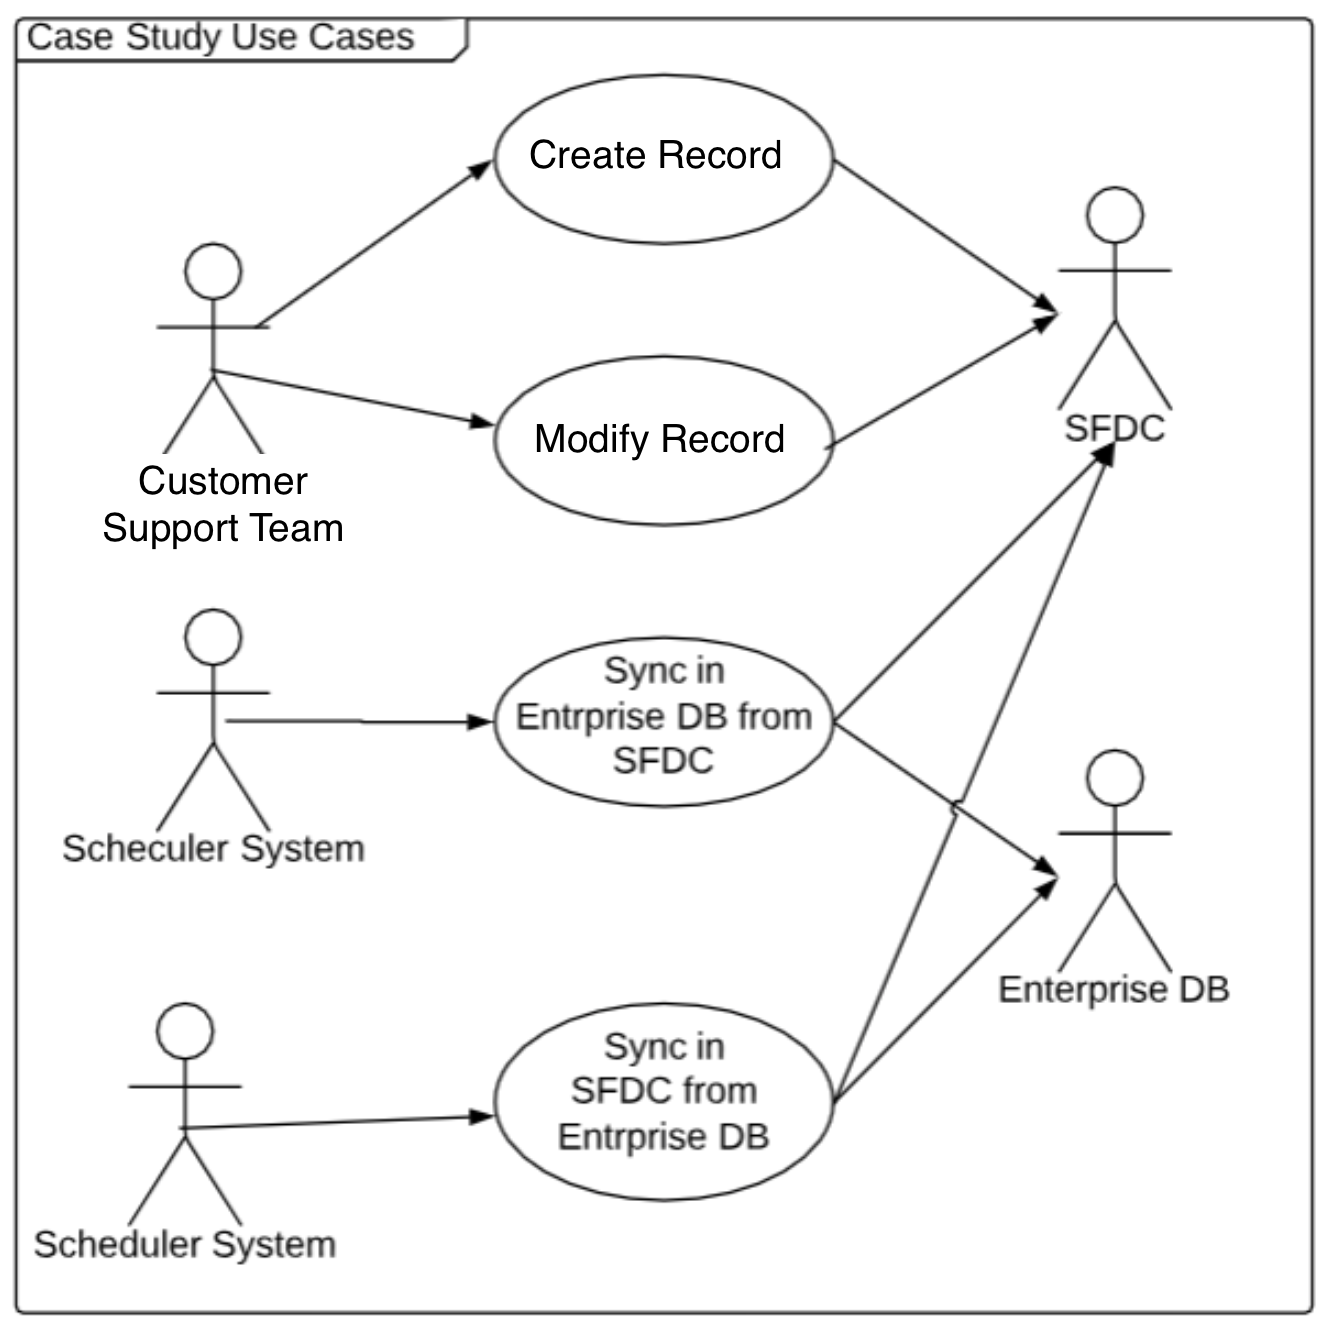 Case Study Use Cases
Create Record
SFDC
Modify Record
Customer
Support Team
Sync in
Entrprise DB from
SFDC
Scheculer System
Enterprise DB
Sync in
SFDC from
Entrprise DB
Scheduler System